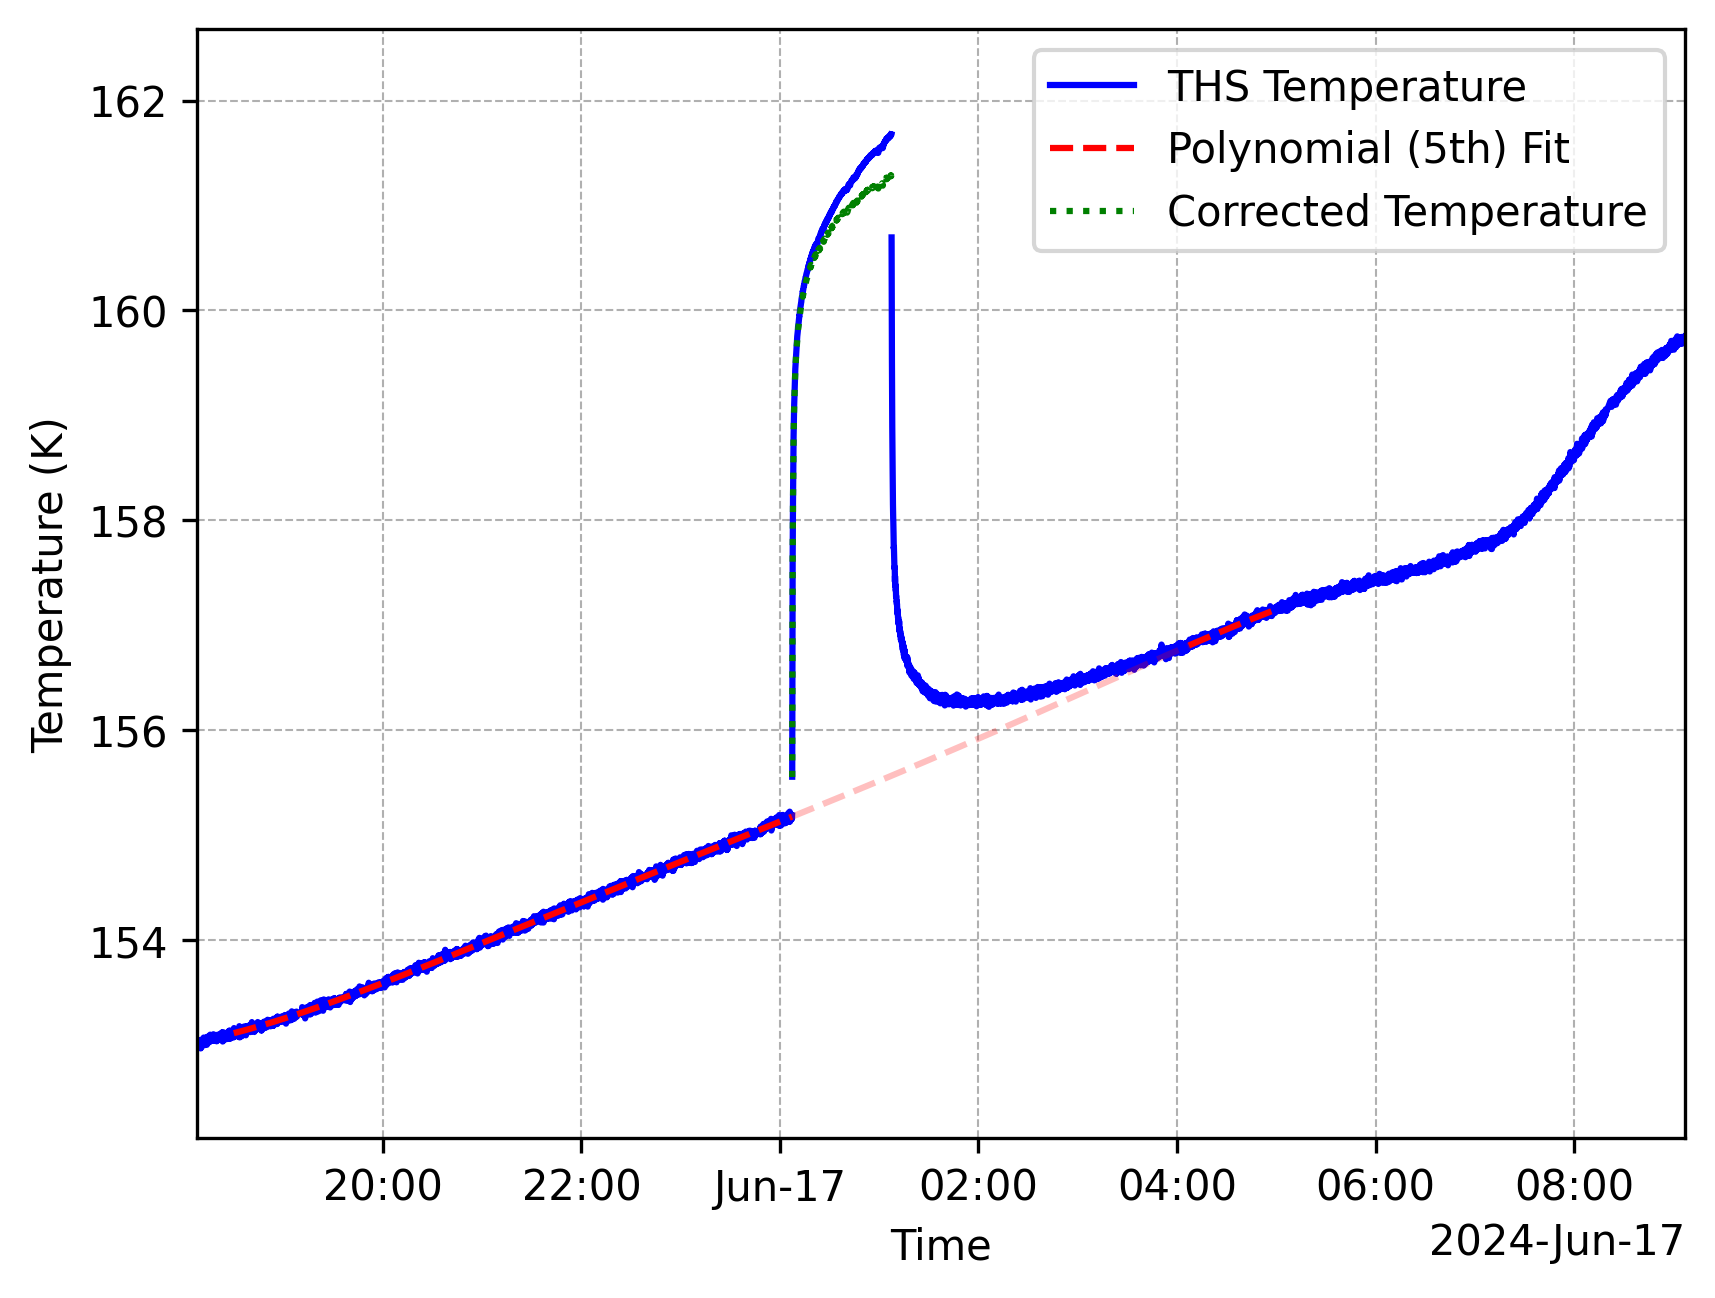 THS Temperature
Polynomial (5th) Fit
Corrected Temperature
162
160
158
156
154
Temperature (K)
20:00 22:00 Jun-17 02:00 04:00 06:00 08:00
Time
2024-Jun-17